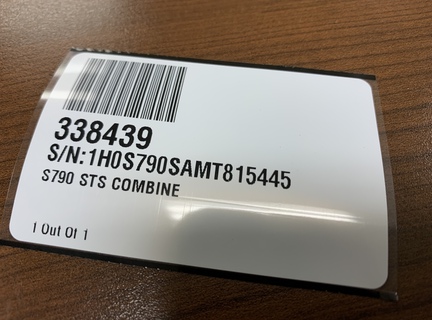 338439
S/N:1H0S790SAMT815445
S790 STS COMBINE
1 Out Of 1